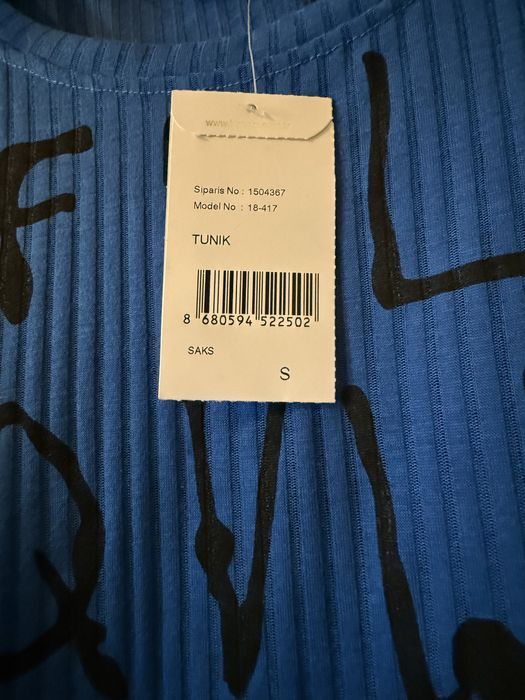 Siparis No : 1504367
Model No : 18-417
TUNIK
8 680594 522502
SAKS
S
F
L